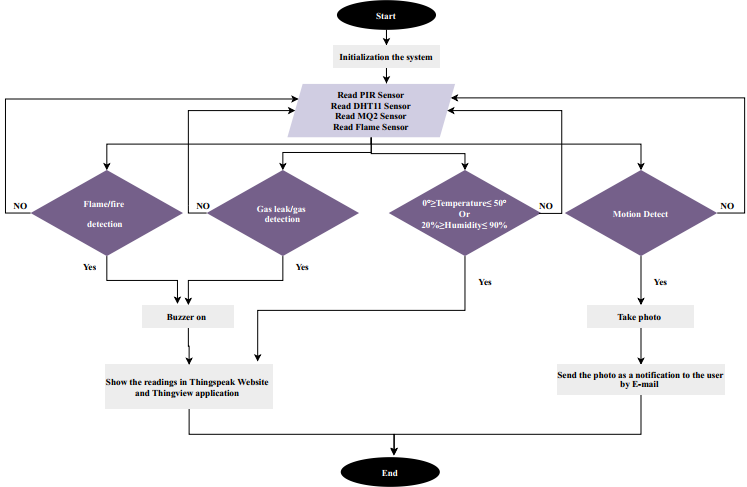 Start
Initialization the system
Read PIR Sensor
Read DHT11 Sensor
Read MQ2 Sensor
Read Flame Sensor
Flame/fire
detection
NO
Gas leak/gas
detection
NO
0°≥Temperature≤ 50°
Or
20%≥Humidity≤ 90%
NO
Motion Detect
NO
Yes
Yes
Yes
Yes
Buzzer on
Take photo
Show the readings in Thingspeak Website
and Thingview application
Send the photo as a notification to the user
by E-mail
End